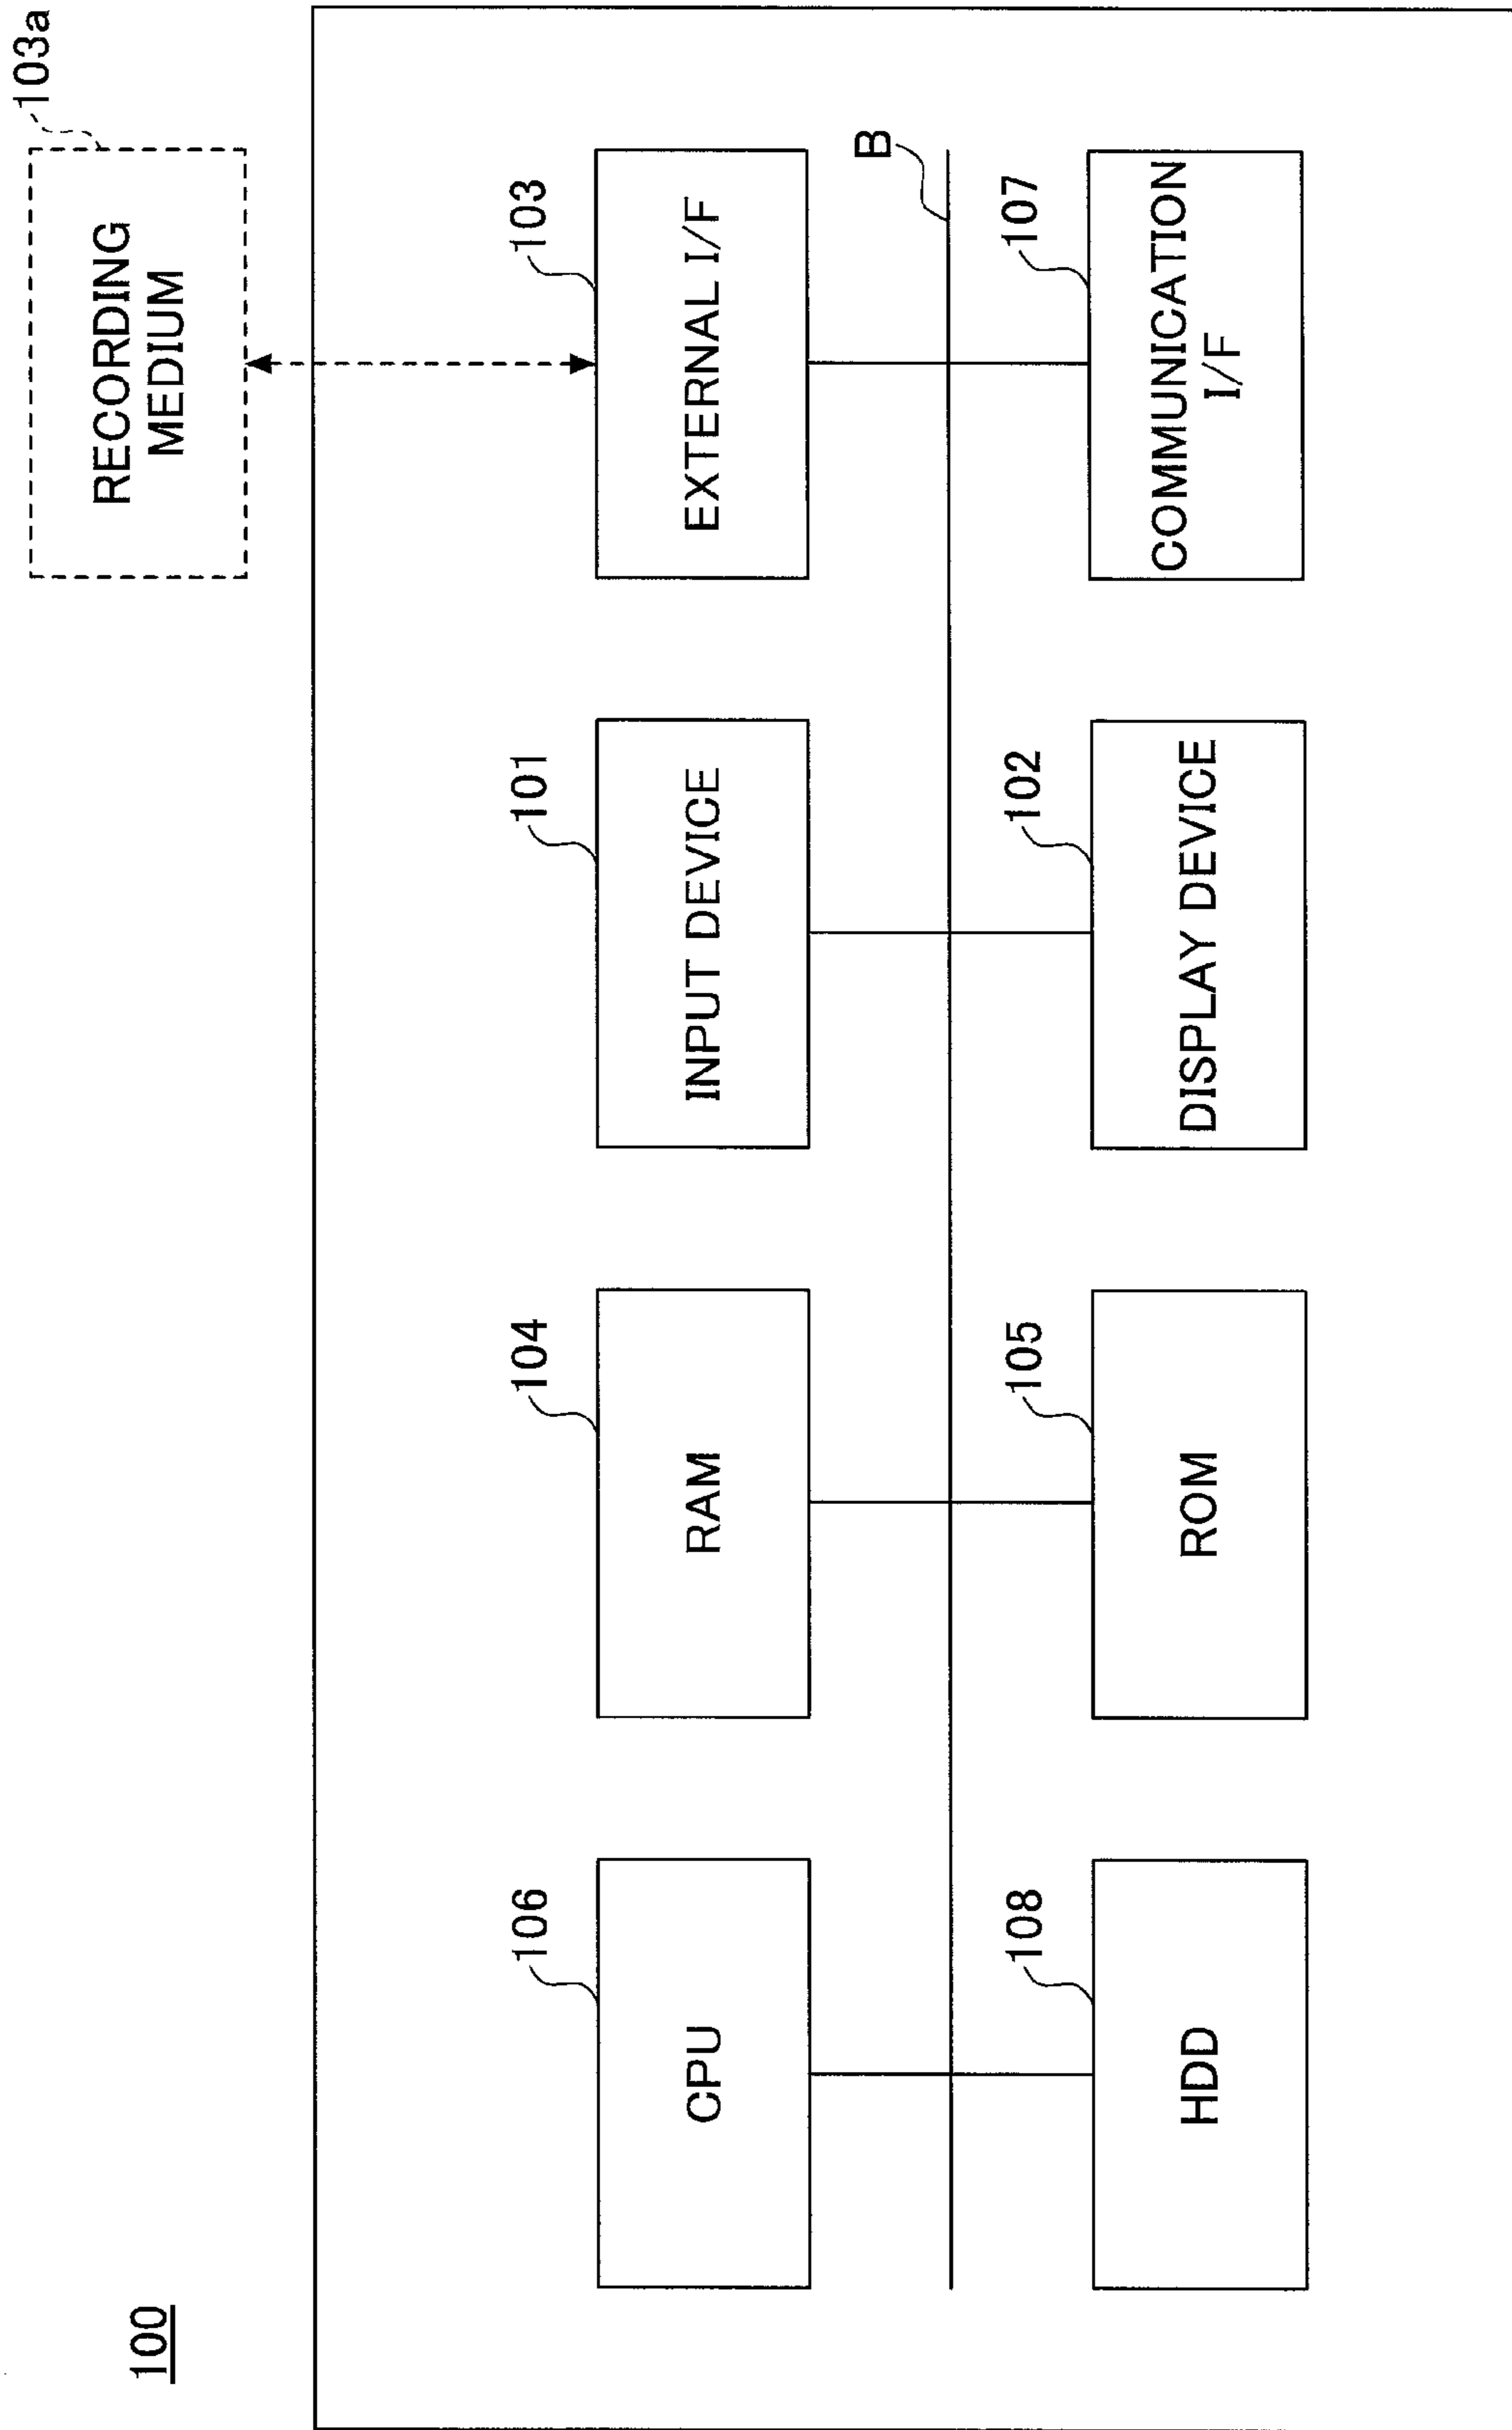 100
103a
RECORDING
MEDIUM
106
104
101
103
CPU
RAM
INPUT DEVICE
EXTERNAL I/F
B
108
105
102
107
HDD
ROM
DISPLAY DEVICE
COMMUNICATION
I/F